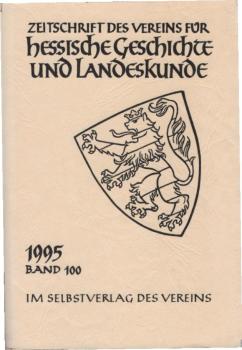 ZEITSCHRIFT DES VEREINS FÜR
hessische Geschichte
und Landeskunde
1995
BAND 100
IM SELBSTVERLAG DES VEREINS